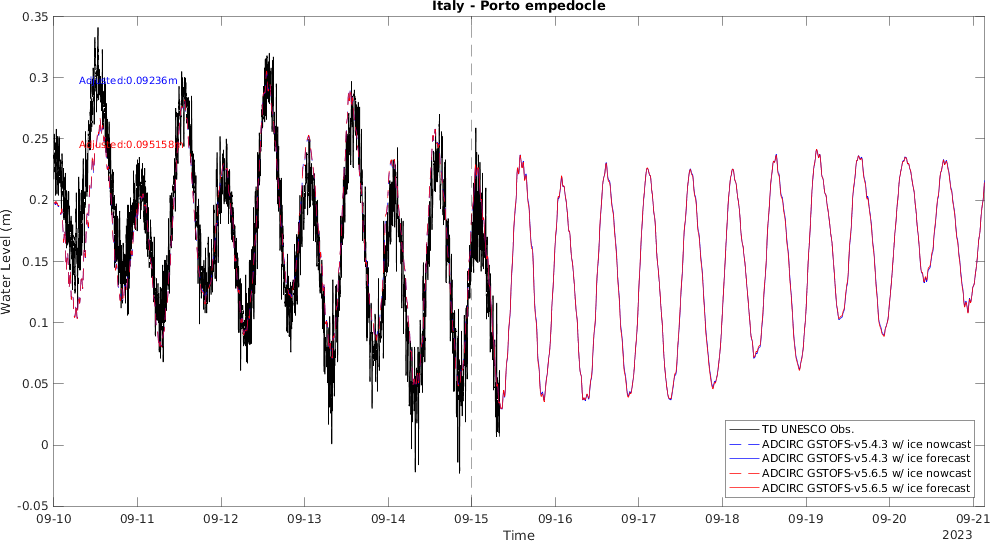 Italy - Porto empedocle
Water Level (m)
0.35
0.3
0.25
0.2
0.15
0.1
0.05
0
-0.05
Adjusted:0.09236m
Adjusted:0.095158m
TD UNESCO Obs.
ADCIRC GSTOFS-v5.4.3 w/ ice nowcast
ADCIRC GSTOFS-v5.4.3 w/ ice forecast
ADCIRC GSTOFS-v5.6.5 w/ ice nowcast
ADCIRC GSTOFS-v5.6.5 w/ ice forecast
09-10 09-11 09-12 09-13 09-14 09-15 09-16 09-17 09-18 09-19 09-20 09-21
Time
2023